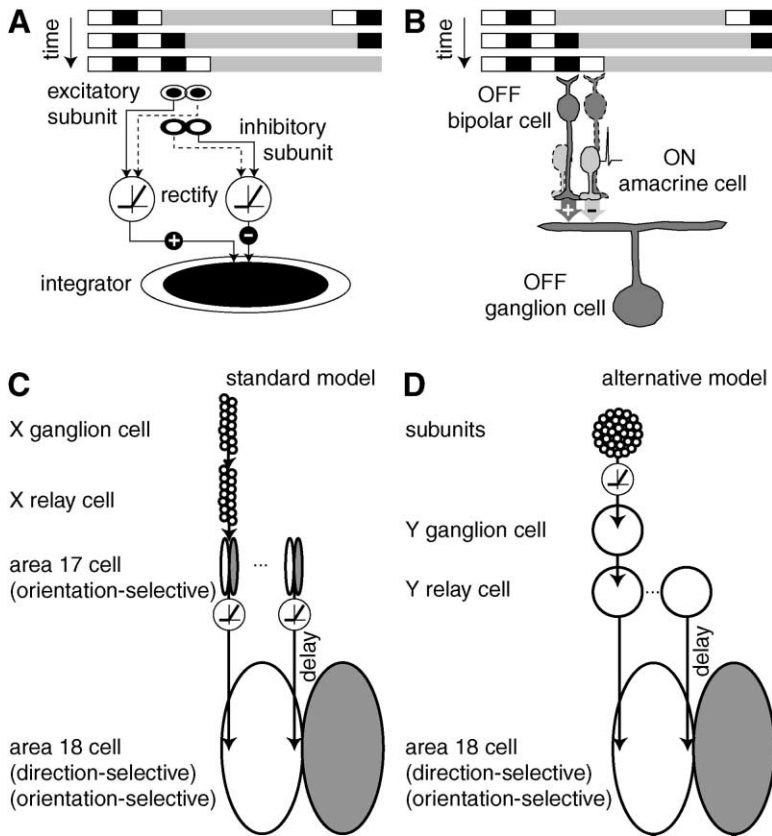 A
time
excitatory
subunit
inhibitory
subunit
rectify
+
-
integrator
B
time
OFF
bipolar cell
ON
amacrine cell
+
-
OFF
ganglion cell
C
standard model
X ganglion cell
X relay cell
area 17 cell
(orientation-selective)
...
delay
area 18 cell
(direction-selective)
(orientation-selective)
D
alternative model
subunits
Y ganglion cell
Y relay cell
...
delay
area 18 cell
(direction-selective)
(orientation-selective)